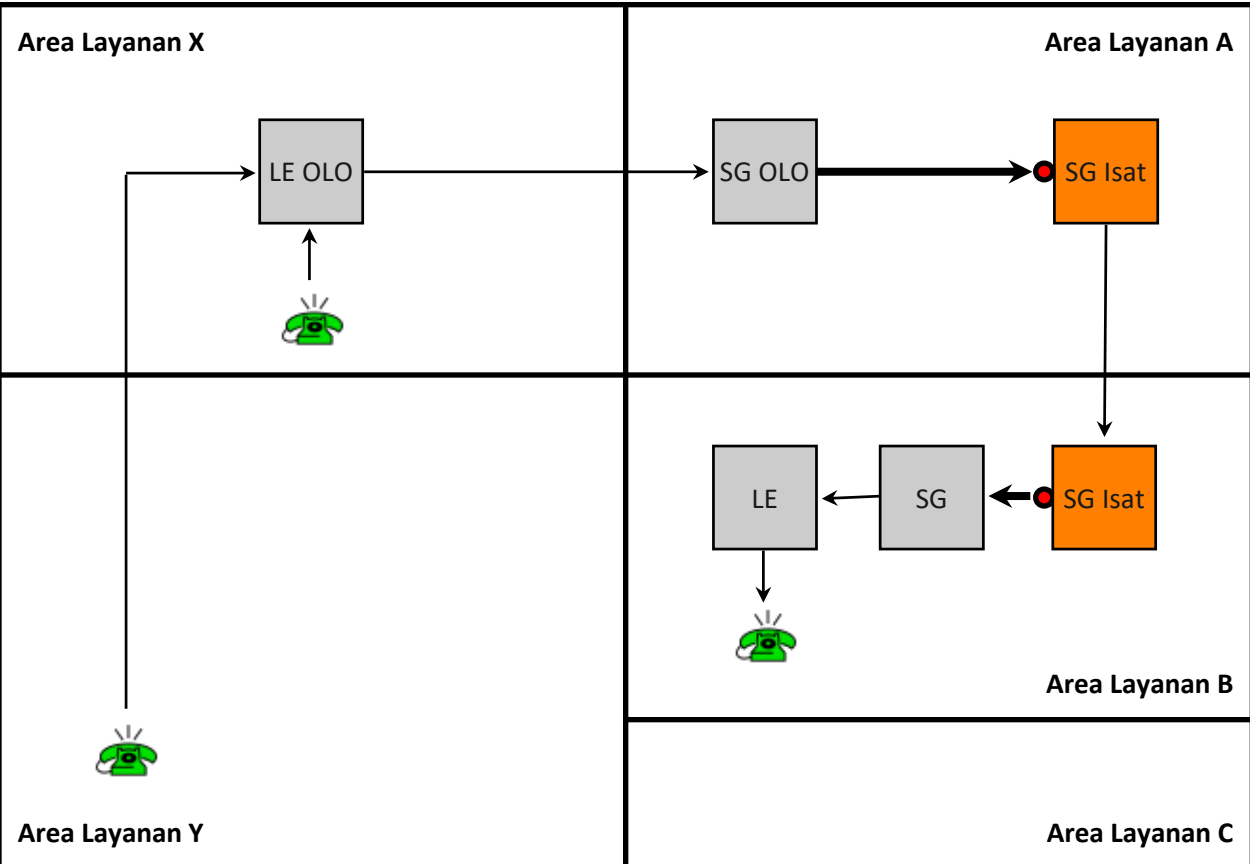 Area Layanan X
Area Layanan A
LE OLO
SG OLO
SG Isat
LE
SG
SG Isat
Area Layanan B
Area Layanan Y
Area Layanan C